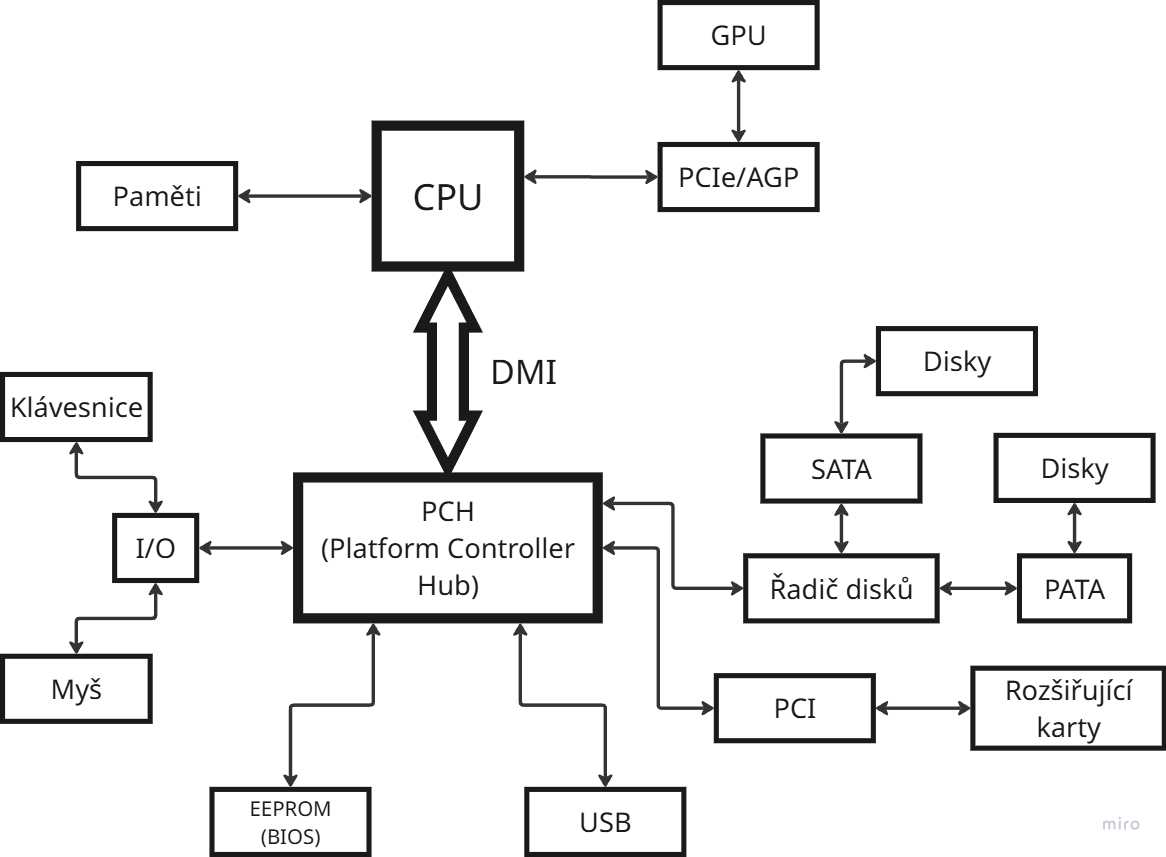 GPU
PCIe/AGP
Paměti
CPU
DMI
Disky
Klávesnice
SATA
Disky
PCH
(Platform Controller
Hub)
I/O
Řadič disků
PATA
Myš
PCI
Rozšiřující
karty
EEPROM
(BIOS)
USB
miro